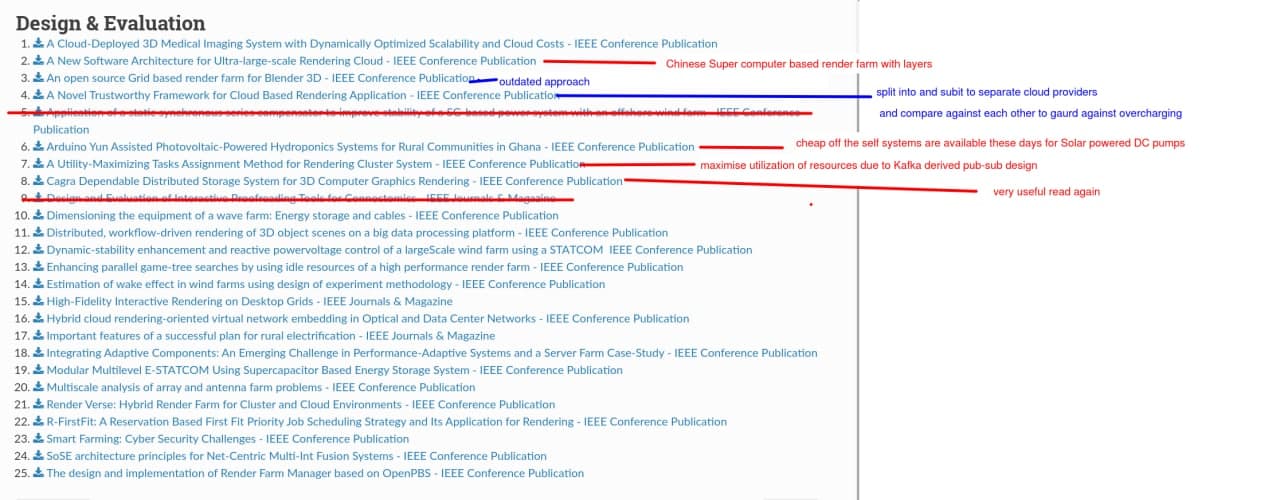 Design & Evaluation
1. A Cloud-Deployed 3D Medical Imaging System with Dynamically Optimized Scalability and Cloud Costs - IEEE Conference Publication
2. A New Software Architecture for Ultra-large-scale Rendering Cloud - IEEE Conference Publication
Chinese Super computer based render farm with layers
3. An open source Grid based render farm for Blender 3D - IEEE Conference Publication
outdated approach
4. A Novel Trustworthy Framework for Cloud Based Rendering Application - IEEE Conference Publication
split into and subit to separate cloud providers
5. Application of a static synchronous series compensator to improve stability of a SG-based power system with an offshore wind farm - IEEE Conference
and compare against each other to gaurd against overcharging
Publication
6. Arduino Yun Assisted Photovoltaic-Powered Hydroponics Systems for Rural Communities in Ghana - IEEE Conference Publication
cheap off the self systems are available these days for Solar powered DC pumps
7. A Utility-Maximizing Tasks Assignment Method for Rendering Cluster System - IEEE Conference Publication
maximise utilization of resources due to Kafka derived pub-sub design
8. Cagra Dependable Distributed Storage System for 3D Computer Graphics Rendering - IEEE Conference Publication
very useful read again
9. Design and Evaluation of Interactive Proofreading Tools for Connectomics - IEEE Journals & Magazine
10. Dimensioning the equipment of a wave farm: Energy storage and cables - IEEE Conference Publication
11. Distributed, workflow-driven rendering of 3D object scenes on a big data processing platform - IEEE Conference Publication
12. Dynamic-stability enhancement and reactive powervoltage control of a largeScale wind farm using a STATCOM IEEE Conference Publication
13. Enhancing parallel game-tree searches by using idle resources of a high performance render farm - IEEE Conference Publication
14. Estimation of wake effect in wind farms using design of experiment methodology - IEEE Conference Publication
15. High-Fidelity Interactive Rendering on Desktop Grids - IEEE Journals & Magazine
16. Hybrid cloud rendering-oriented virtual network embedding in Optical and Data Center Networks - IEEE Conference Publication
17. Important features of a successful plan for rural electrification - IEEE Journals & Magazine
18. Integrating Adaptive Components: An Emerging Challenge in Performance-Adaptive Systems and a Server Farm Case-Study - IEEE Conference Publication
19. Modular Multilevel E-STATCOM Using Supercapacitor Based Energy Storage System - IEEE Conference Publication
20. Multiscale analysis of array and antenna farm problems - IEEE Conference Publication
21. Render Verse: Hybrid Render Farm for Cluster and Cloud Environments - IEEE Conference Publication
22. R-FirstFit: A Reservation Based First Fit Priority Job Scheduling Strategy and Its Application for Rendering - IEEE Conference Publication
23. Smart Farming: Cyber Security Challenges - IEEE Conference Publication
24. SoSE architecture principles for Net-Centric Multi-Int Fusion Systems - IEEE Conference Publication
25. The design and implementation of Render Farm Manager based on OpenPBS - IEEE Conference Publication